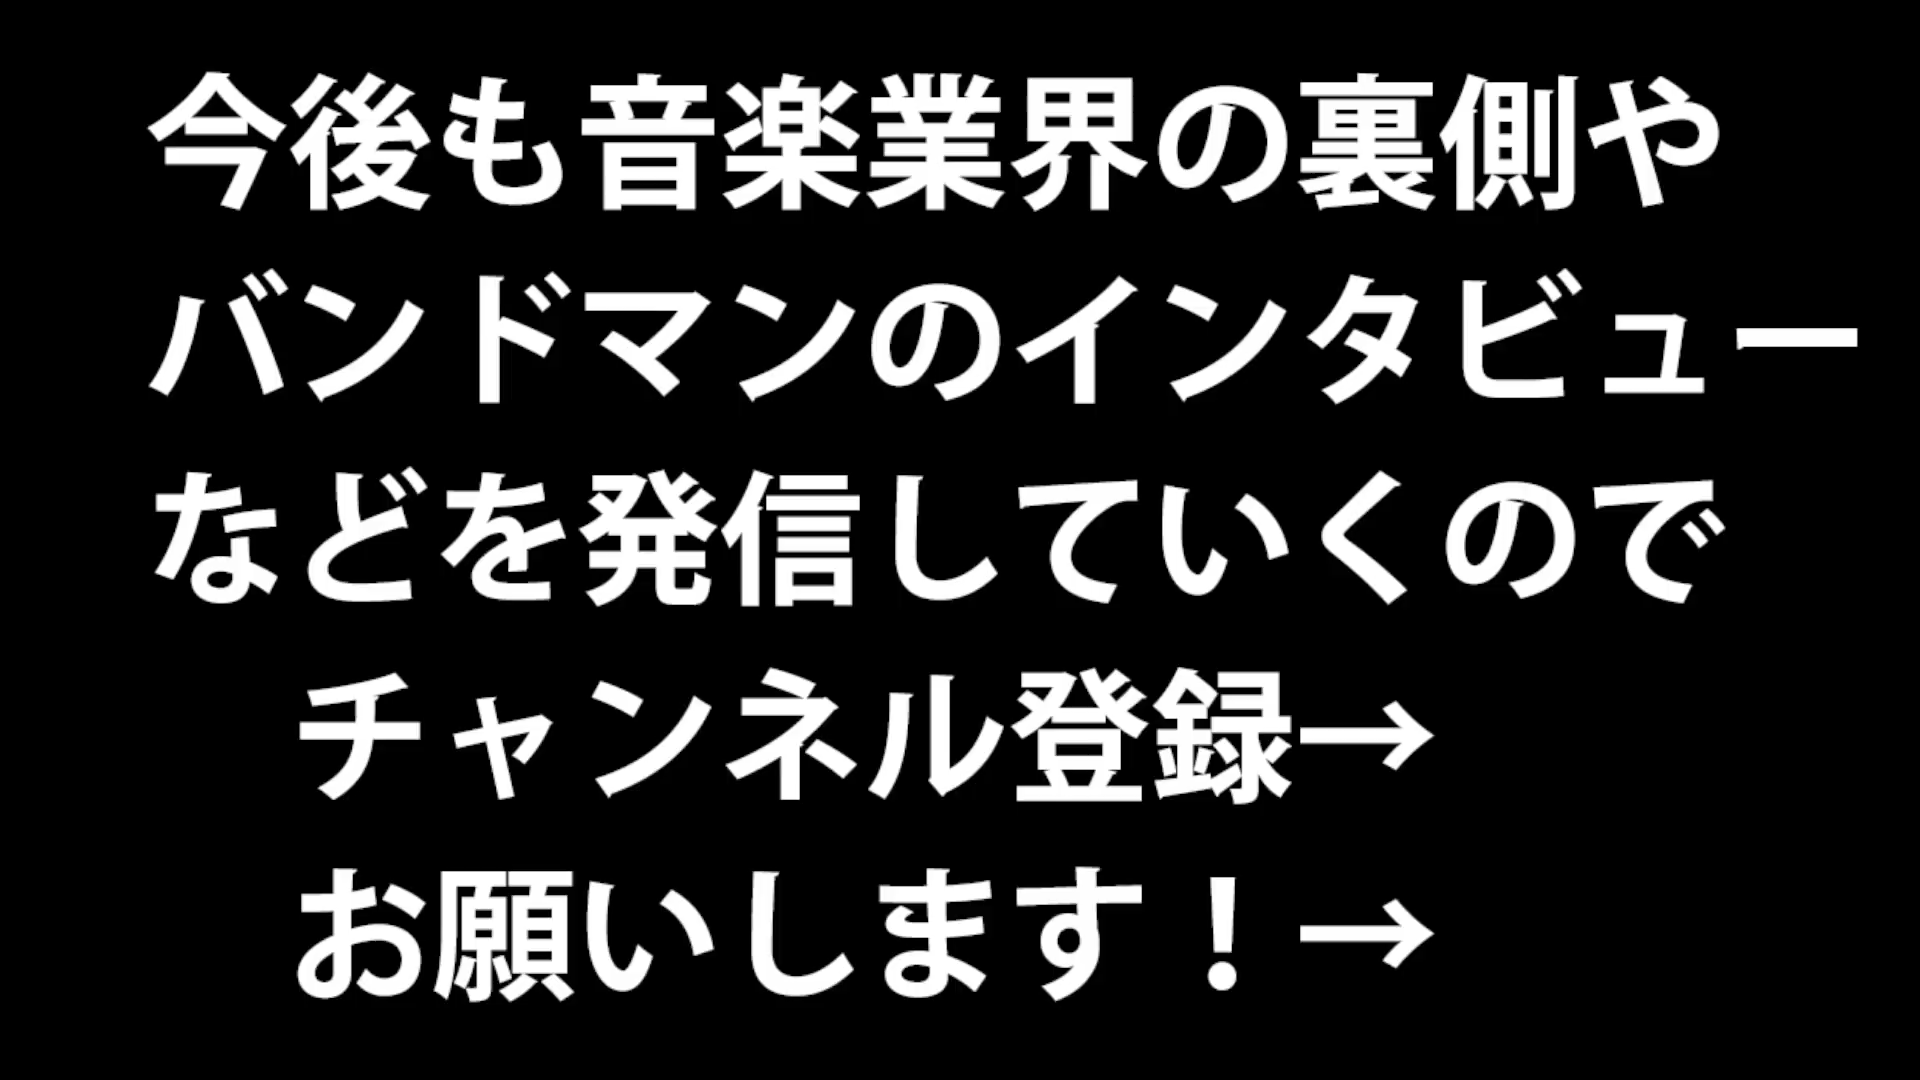 今後も音楽業界の裏側や
バンドマンのインタビュー
などを発信していくので
チャンネル登録→
お願いします！→